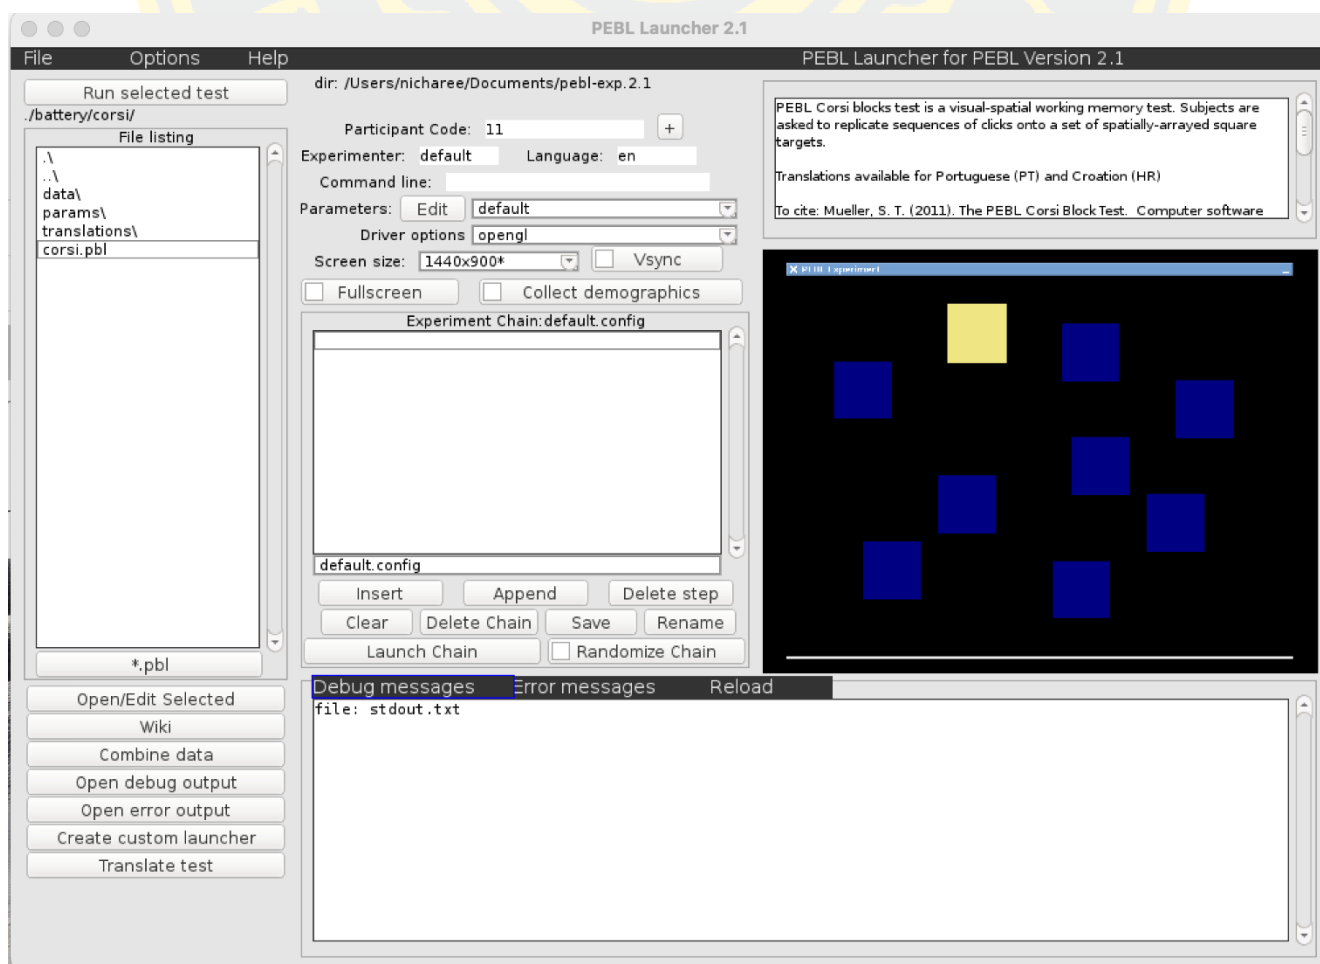 PEBL Launcher 2.1
File Options Help
PEBL Launcher for PEBL Version 2.1
Run selected test
./battery/corsi/
File listing
.\
..\
data\
params\
translations\
corsi.pbl
*.pbl
Open/Edit Selected
Wiki
Combine data
Open debug output
Open error output
Create custom launcher
Translate test
dir: /Users/nicharee/Documents/pebl-exp.2.1
Participant Code: 11 +
Experimenter: default Language: en
Command line:
Parameters: Edit default
Driver options opengl
Screen size: 1440x900* Vsync
Fullscreen Collect demographics
Experiment Chain:default.config
default.config
Insert Append Delete step
Clear Delete Chain Save Rename
Launch Chain Randomize Chain
PEBL Corsi blocks test is a visual-spatial working memory test. Subjects are
asked to replicate sequences of clicks onto a set of spatially-arrayed square
targets.
Translations available for Portuguese (PT) and Croation (HR)
To cite: Mueller, S. T. (2011). The PEBL Corsi Block Test. Computer software
PEBL Experiment
Debug messages Error messages Reload
file: stdout.txt